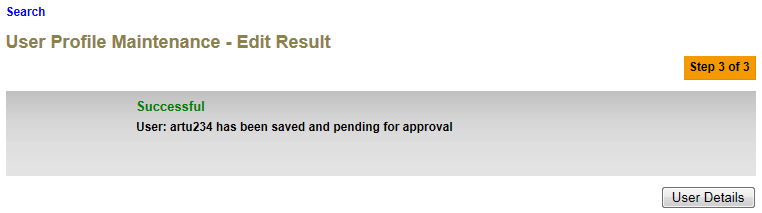 Search
User Profile Maintenance - Edit Result
Step 3 of 3
Successful
User: artu234 has been saved and pending for approval
User Details